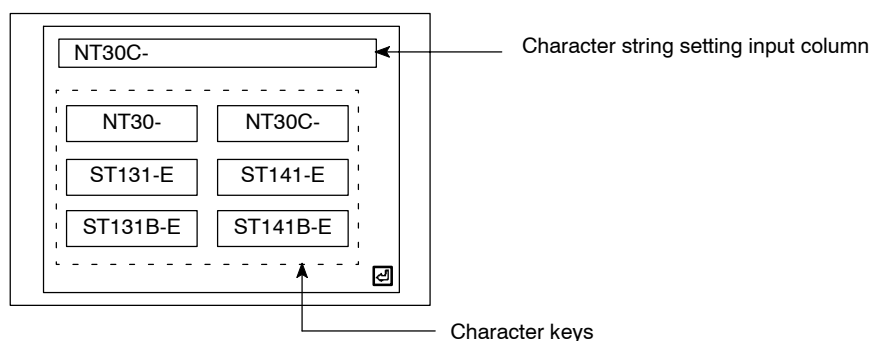 NT30C-
Character string setting input column
NT30-
NT30C-
ST131-E
ST141-E
ST131B-E
ST141B-E
Character keys